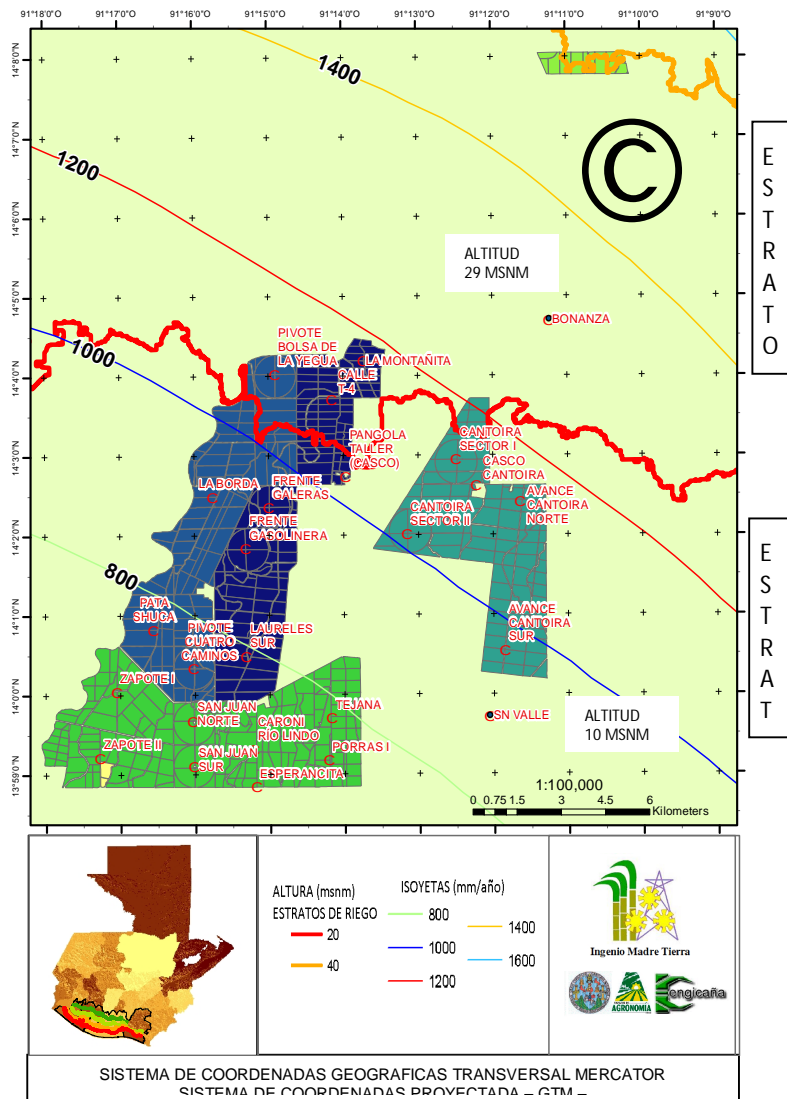 91°18'0"O 91°17'0"O 91°16'0"O 91°15'0"O 91°14'0"O 91°13'0"O 91°12'0"O 91°11'0"O 91°10'0"O 91°9'0"O
14°8'0"N
14°7'0"N
14°6'0"N
14°5'0"N
14°4'0"N
14°3'0"N
14°2'0"N
14°1'0"N
14°0'0"N
13°59'0"N
1400
1200
1000
800
©
ESTRATO
ESTRAT
ALTITUD
29 MSNM
BONANZA
PIVOTE
BOLSA DE
LA YEGUA
LA MONTAÑITA
CALLE
T-4
PANGOLA
TALLER
(CASCO)
CANTOIRA
SECTOR I
CASCO
CANTOIRA
LA BORDA
FRENTE
GALERAS
FRENTE
GASOLINERA
CANTOIRA
SECTOR II
AVANCE
CANTOIRA
NORTE
PATA
SHUCA
PIVOTE
CUATRO
CAMINOS
LAURELES
SUR
AVANCE
CANTOIRA
SUR
ZAPOTE I
SAN JUAN
NORTE
CARONI
RÍO LINDO
TEJANA
SN VALLE
ALTITUD
10 MSNM
ZAPOTE II
SAN JUAN
SUR
PORRAS I
ESPERANCITA
1:100,000
0 0.75 1.5 3 4.5 6
Kilometers
ALTURA (msnm)
ESTRATOS DE RIEGO
20
40
ISOYETAS (mm/año)
800
1000
1200
1400
1600
Ingenio Madre Tierra
AGRONOMÍA
engicaña
SISTEMA DE COORDENADAS GEOGRAFICAS TRANSVERSAL MERCATOR
SISTEMA DE COORDENADAS PROYECTADA – GTM –